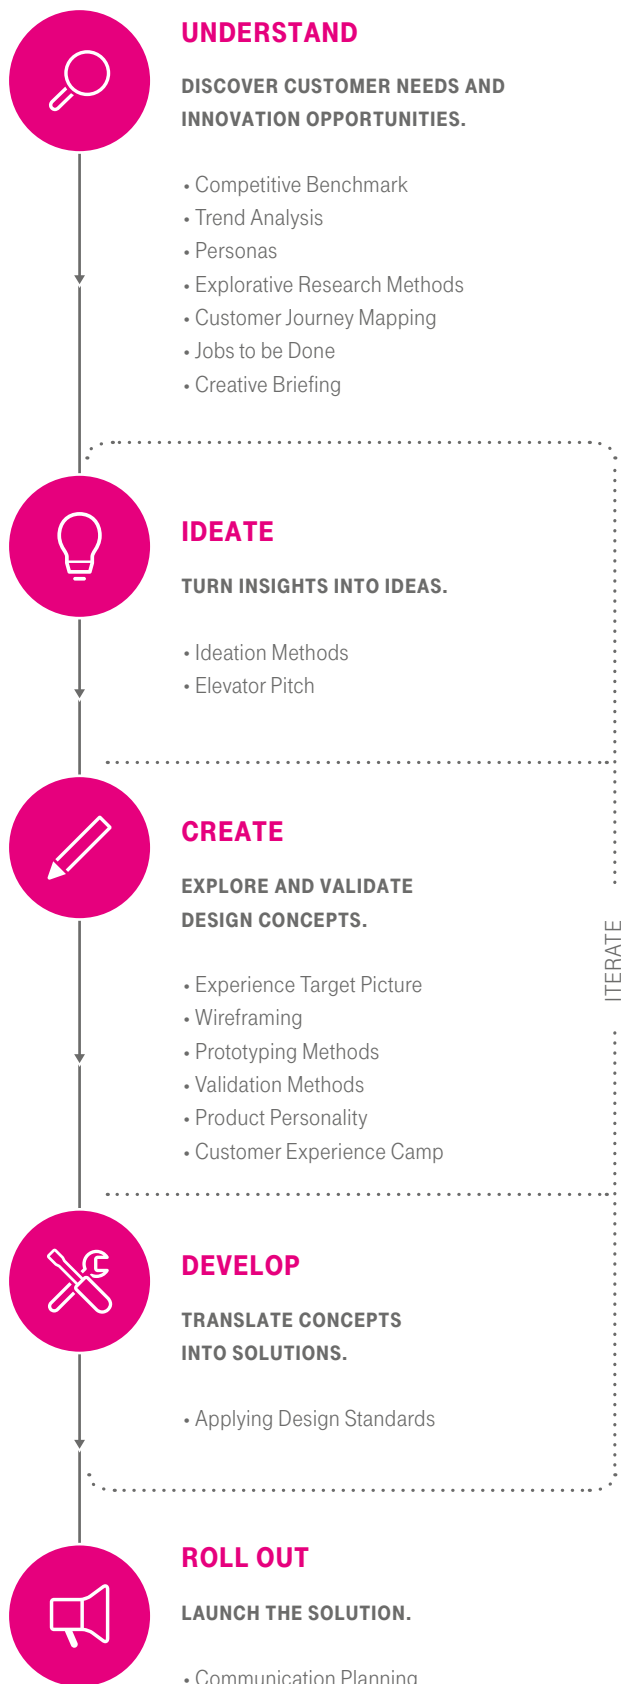 UNDERSTAND
DISCOVER CUSTOMER NEEDS AND
INNOVATION OPPORTUNITIES.
• Competitive Benchmark
• Trend Analysis
• Personas
• Explorative Research Methods
• Customer Journey Mapping
• Jobs to be Done
• Creative Briefing
IDEATE
TURN INSIGHTS INTO IDEAS.
• Ideation Methods
• Elevator Pitch
CREATE
EXPLORE AND VALIDATE
DESIGN CONCEPTS.
• Experience Target Picture
• Wireframing
• Prototyping Methods
• Validation Methods
• Product Personality
• Customer Experience Camp
ITERATE
DEVELOP
TRANSLATE CONCEPTS
INTO SOLUTIONS.
• Applying Design Standards
ROLL OUT
LAUNCH THE SOLUTION.
• Communication Planning